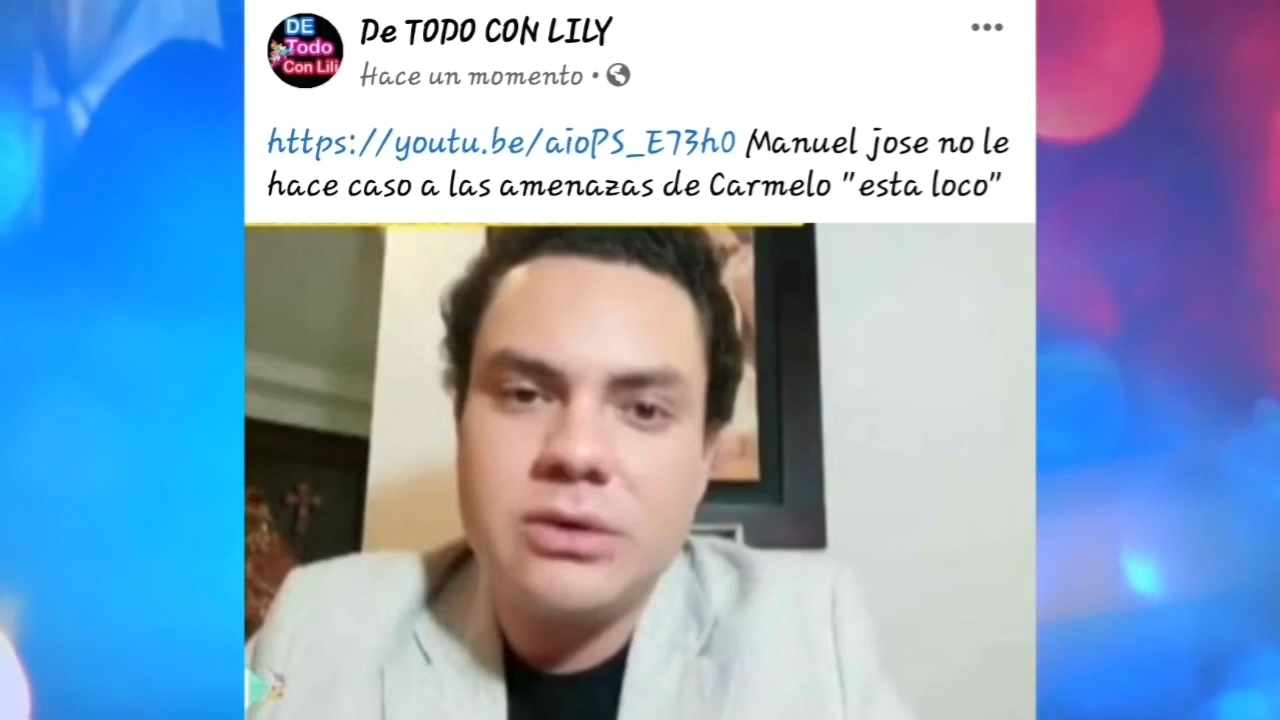 DE
Todo
Con Lili
De TODO CON LILY
Hace un momento •
https://youtu.be/aioPS_E73h0 Manuel jose no le
hace caso a las amenazas de Carmelo "esta loco"